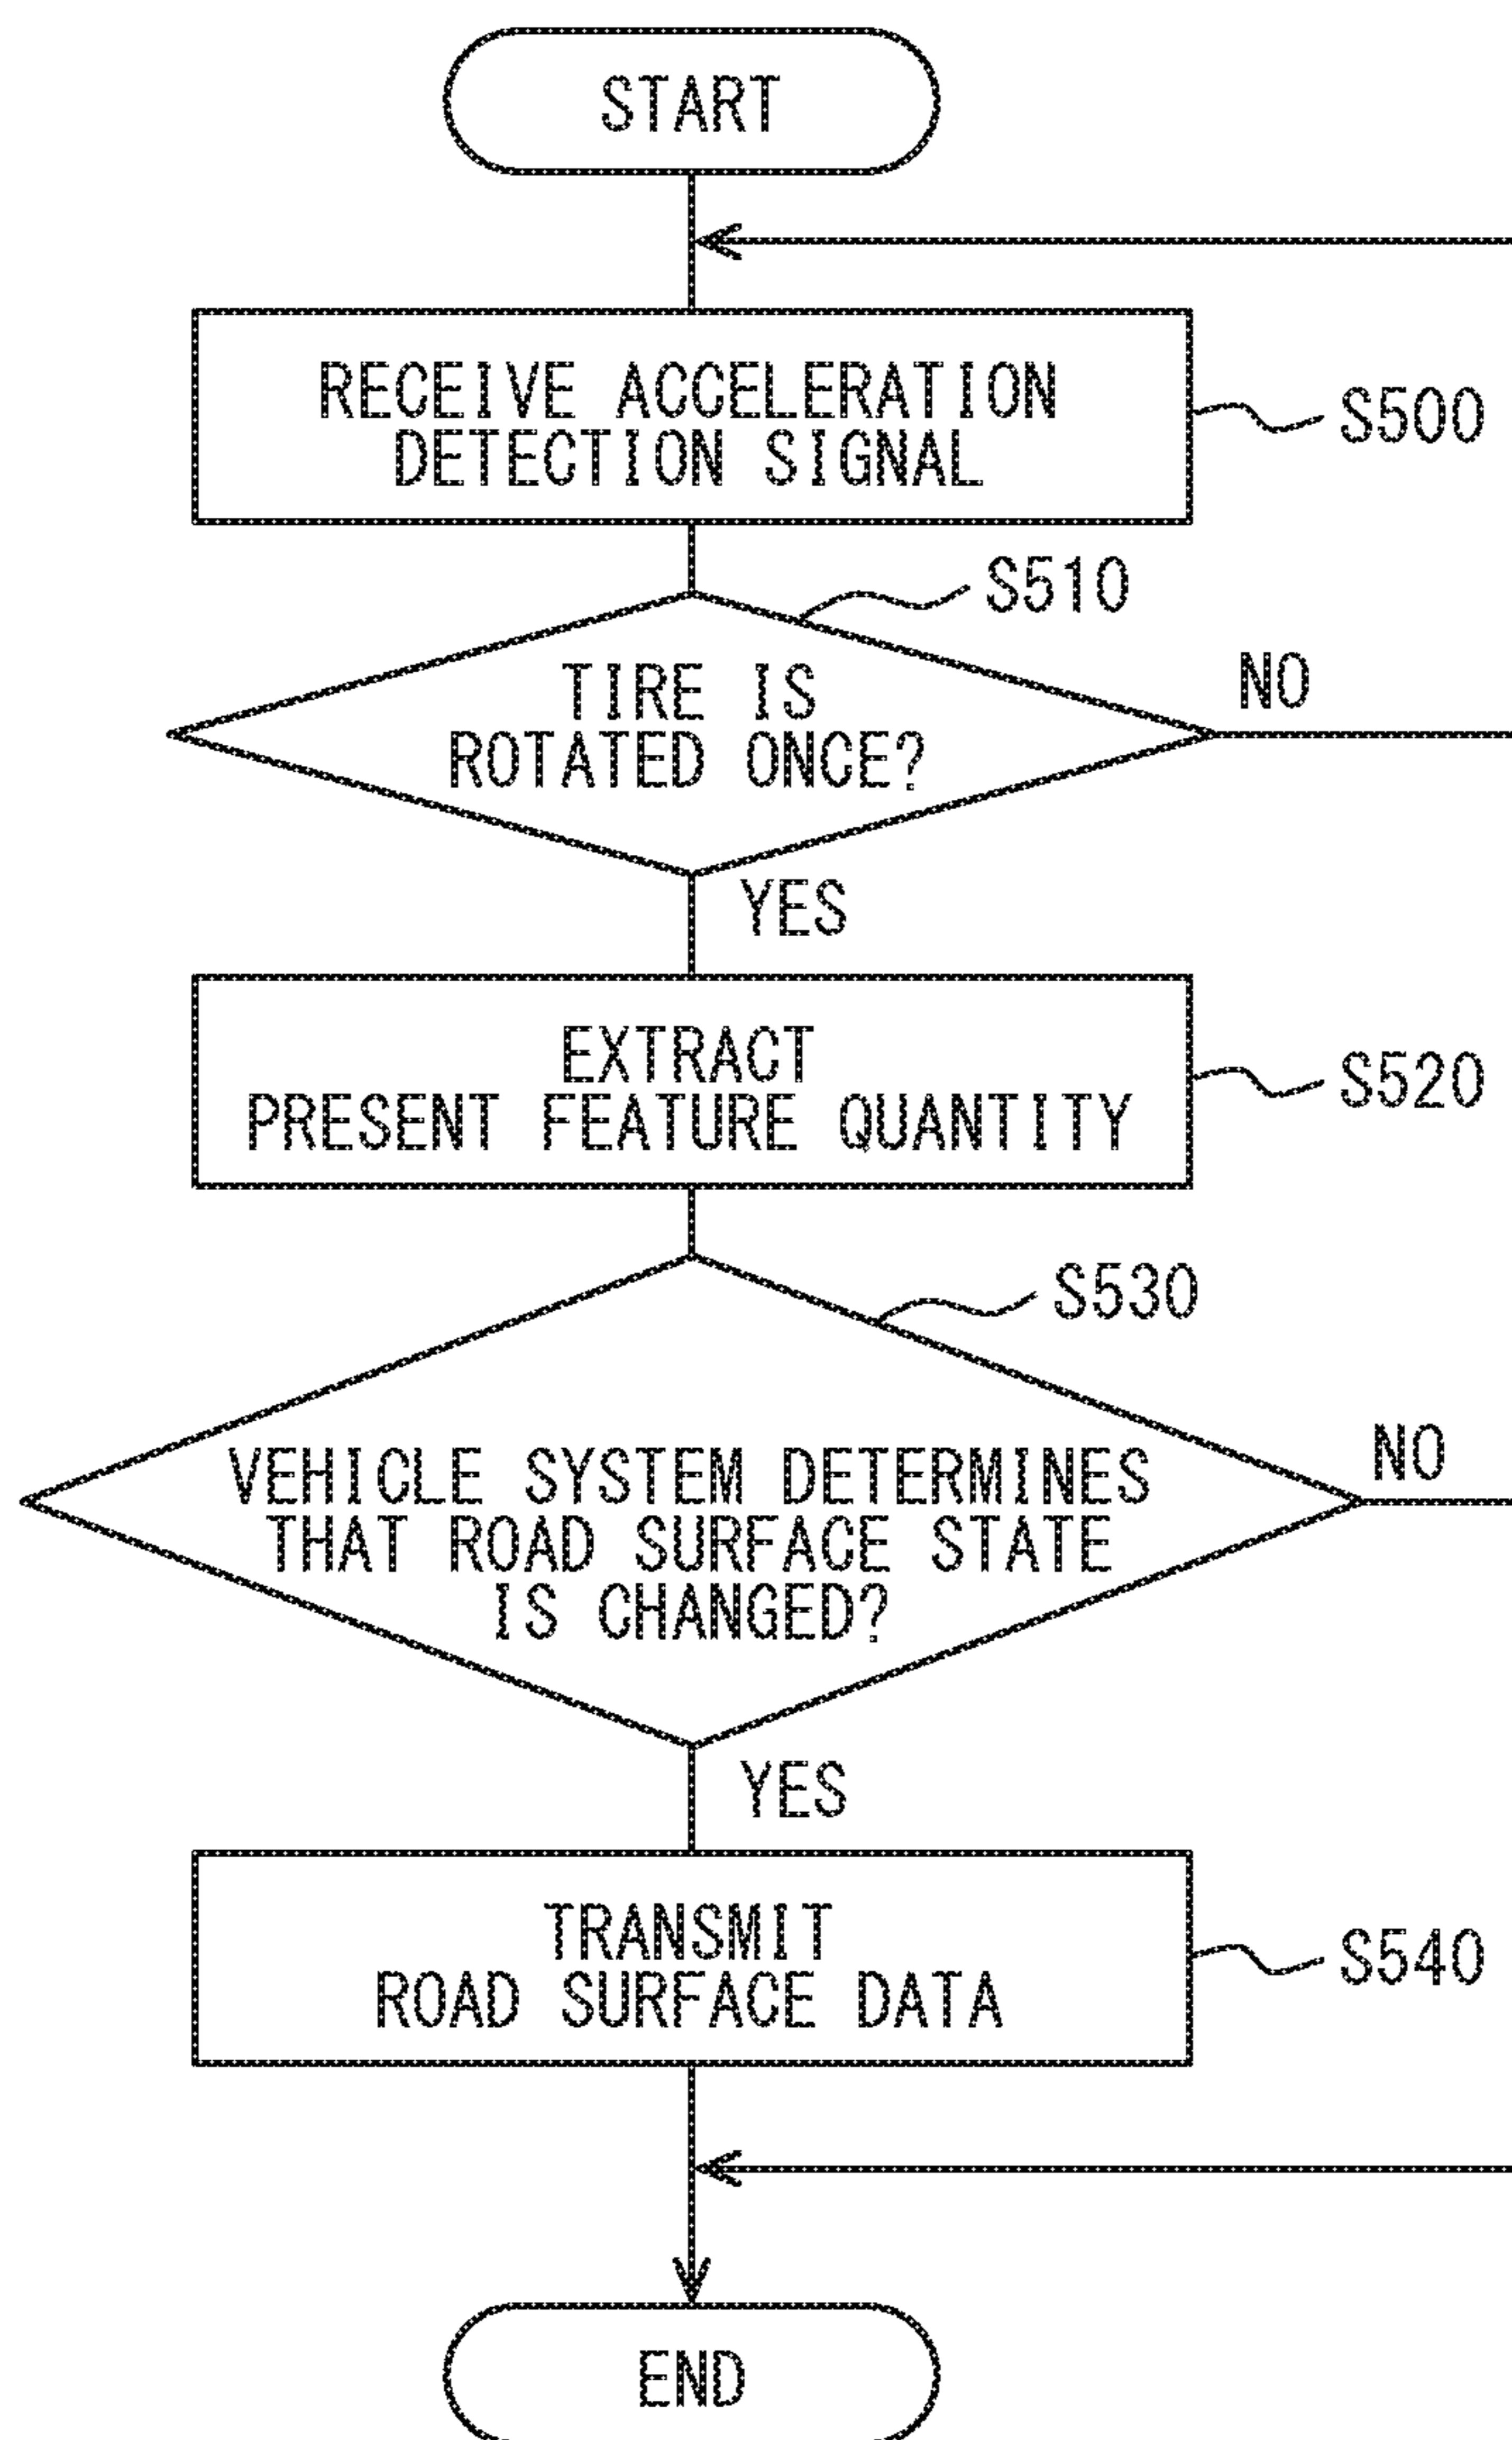 START
RECEIVE ACCELERATION
DETECTION SIGNAL
S500
S510
TIRE IS
ROTATED ONCE?
NO
YES
EXTRACT
PRESENT FEATURE QUANTITY
S520
S530
VEHICLE SYSTEM DETERMINES
THAT ROAD SURFACE STATE
IS CHANGED?
NO
YES
TRANSMIT
ROAD SURFACE DATA
S540
END